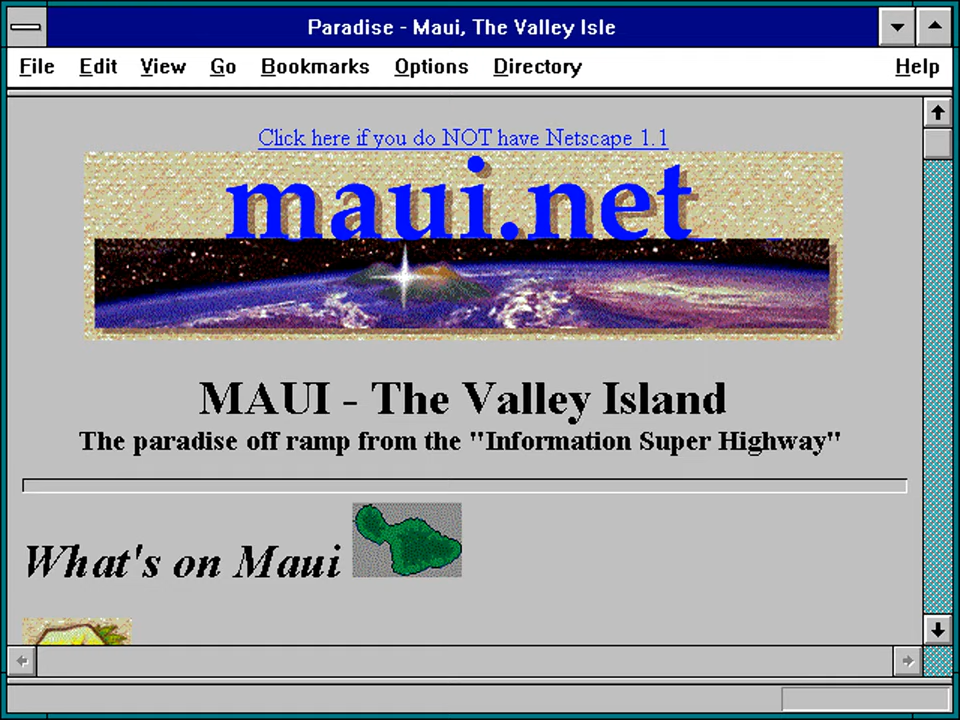 Paradise - Maui, The Valley Isle
File Edit View Go Bookmarks Options Directory Help
Click here if you do NOT have Netscape 1.1
maui.net
MAUI - The Valley Island
The paradise off ramp from the "Information Super Highway"
What's on Maui